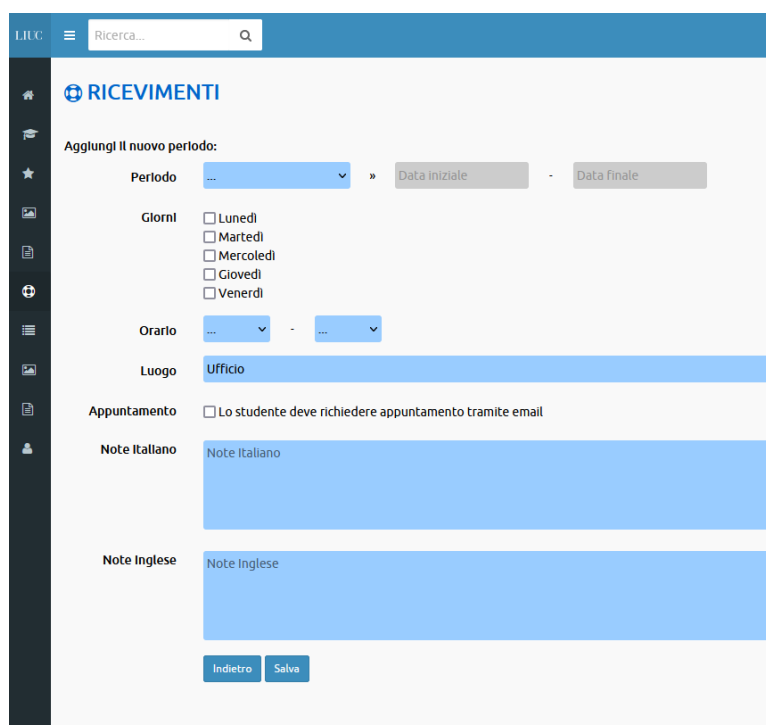 LIUC
Ricerca...
RICEVIMENTI
Aggiungi il nuovo periodo:
Periodo ... » Data iniziale - Data finale
Giorni Lunedì
Martedì
Mercoledì
Giovedì
Venerdì
Orario ... - ...
Luogo Ufficio
Appuntamento Lo studente deve richiedere appuntamento tramite email
Note Italiano Note Italiano
Note Inglese Note Inglese
Indietro Salva